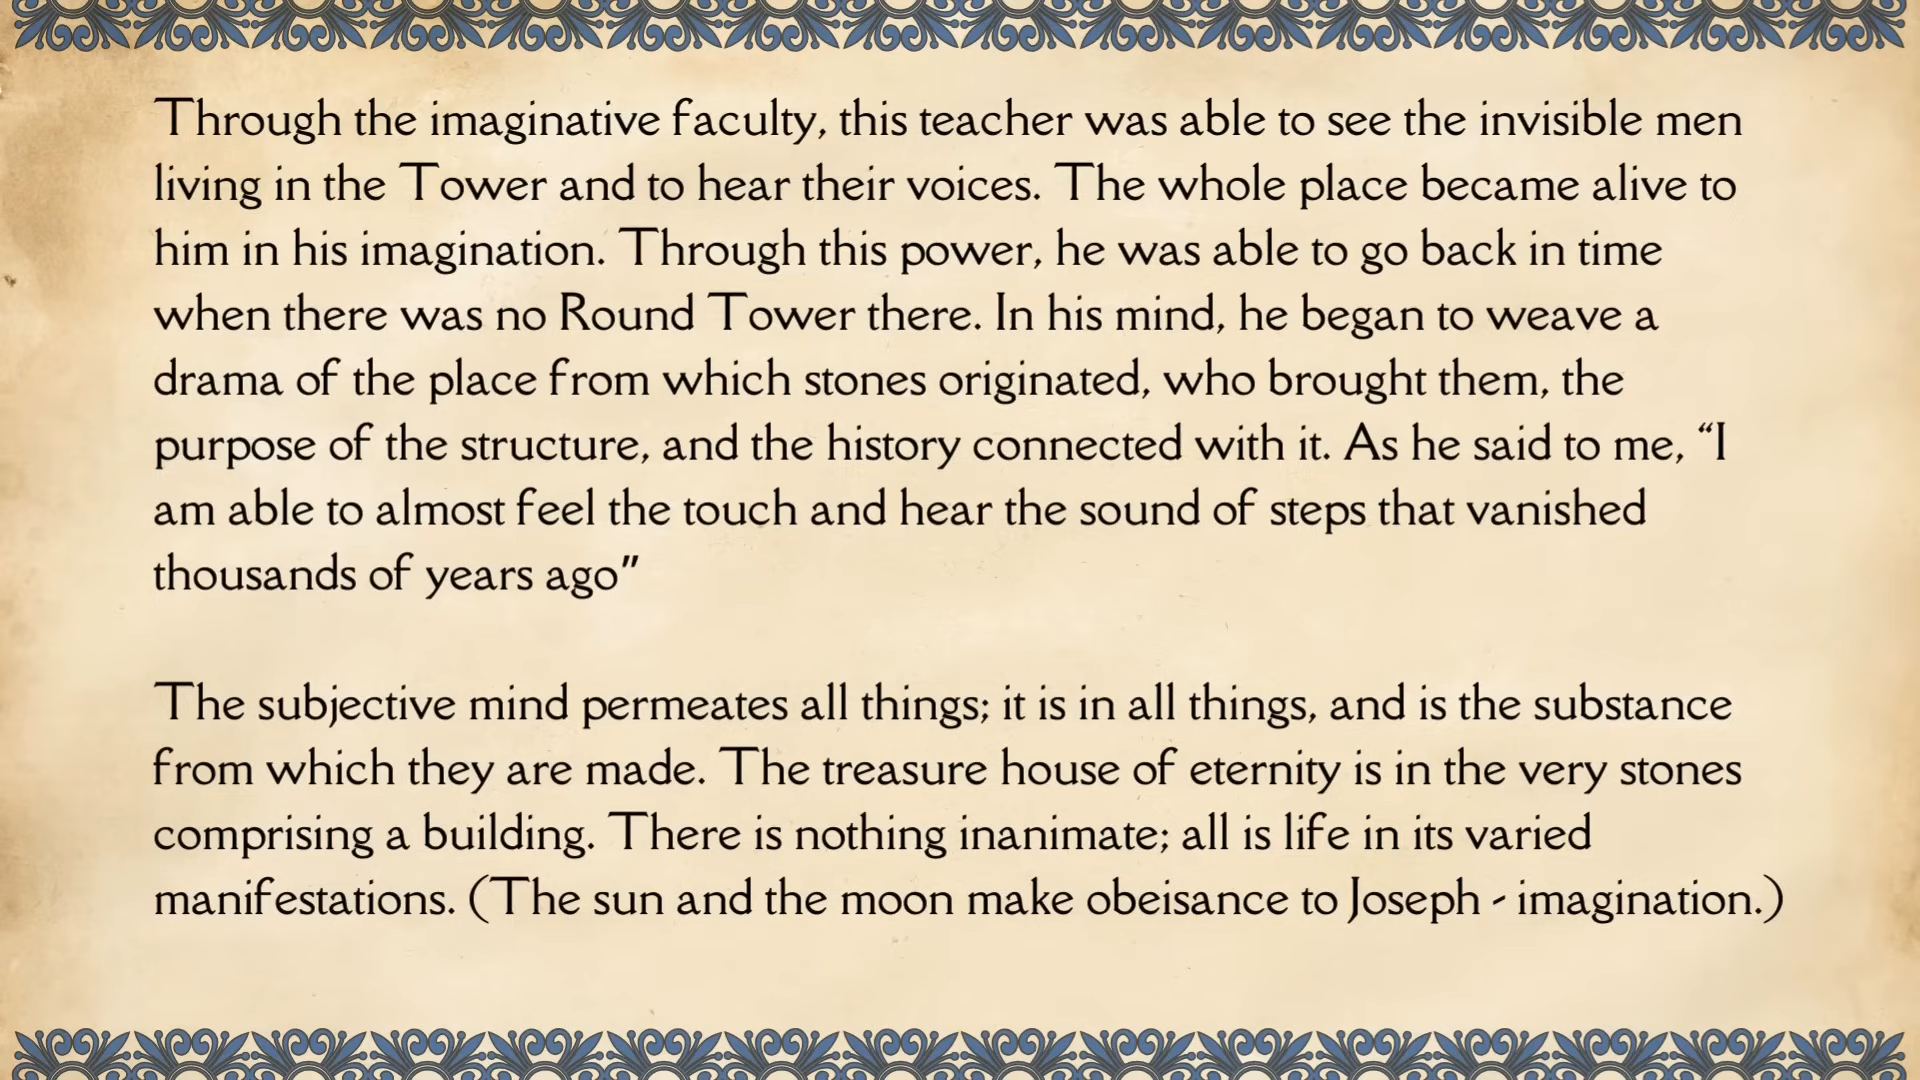 Through the imaginative faculty, this teacher was able to see the invisible men
living in the Tower and to hear their voices. The whole place became alive to
him in his imagination. Through this power, he was able to go back in time
when there was no Round Tower there. In his mind, he began to weave a
drama of the place from which stones originated, who brought them, the
purpose of the structure, and the history connected with it. As he said to me, “I
am able to almost feel the touch and hear the sound of steps that vanished
thousands of years ago"
The subjective mind permeates all things; it is in all things, and is the substance
from which they are made. The treasure house of eternity is in the very stones
comprising a building. There is nothing inanimate; all is life in its varied
manifestations. (The sun and the moon make obeisance to Joseph - imagination.)